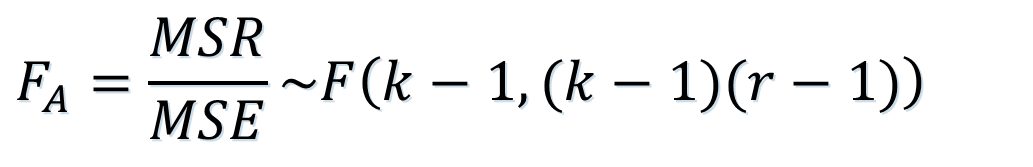 F_A = MSR/MSE ~F(k − 1, (k − 1)(r − 1))